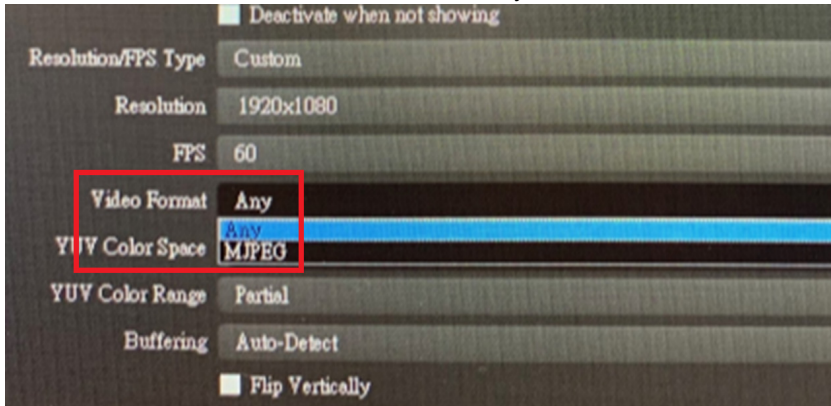 Deactivate when not showing
Resolution/FPS Type Custom
Resolution 1920x1080
FPS 60
Video Format Any
Any
YUV Color Space MJPEG
YUV Color Range Partial
Buffering Auto-Detect
Flip Vertically